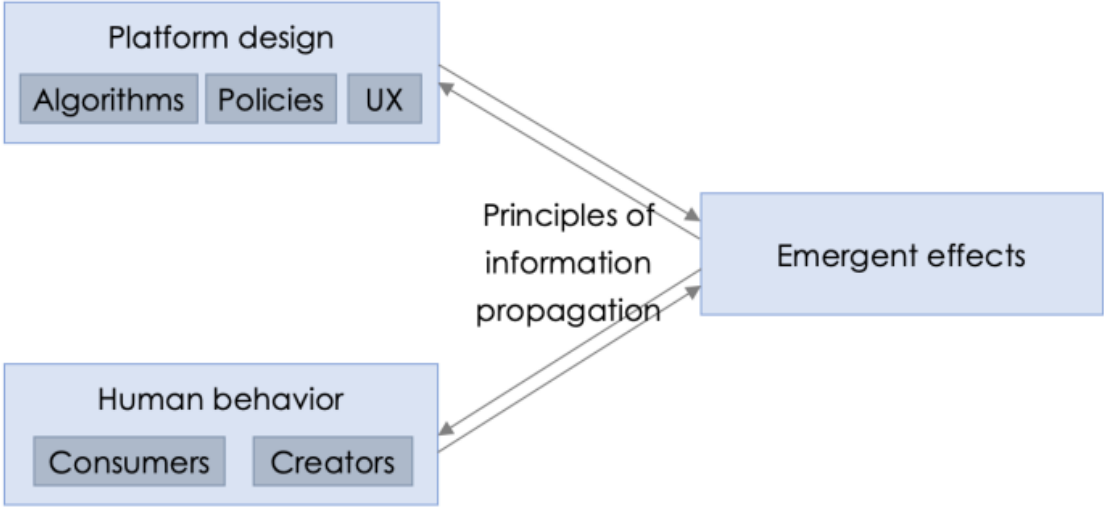 Platform design
Algorithms Policies UX
Principles of
information
propagation
Emergent effects
Human behavior
Consumers Creators